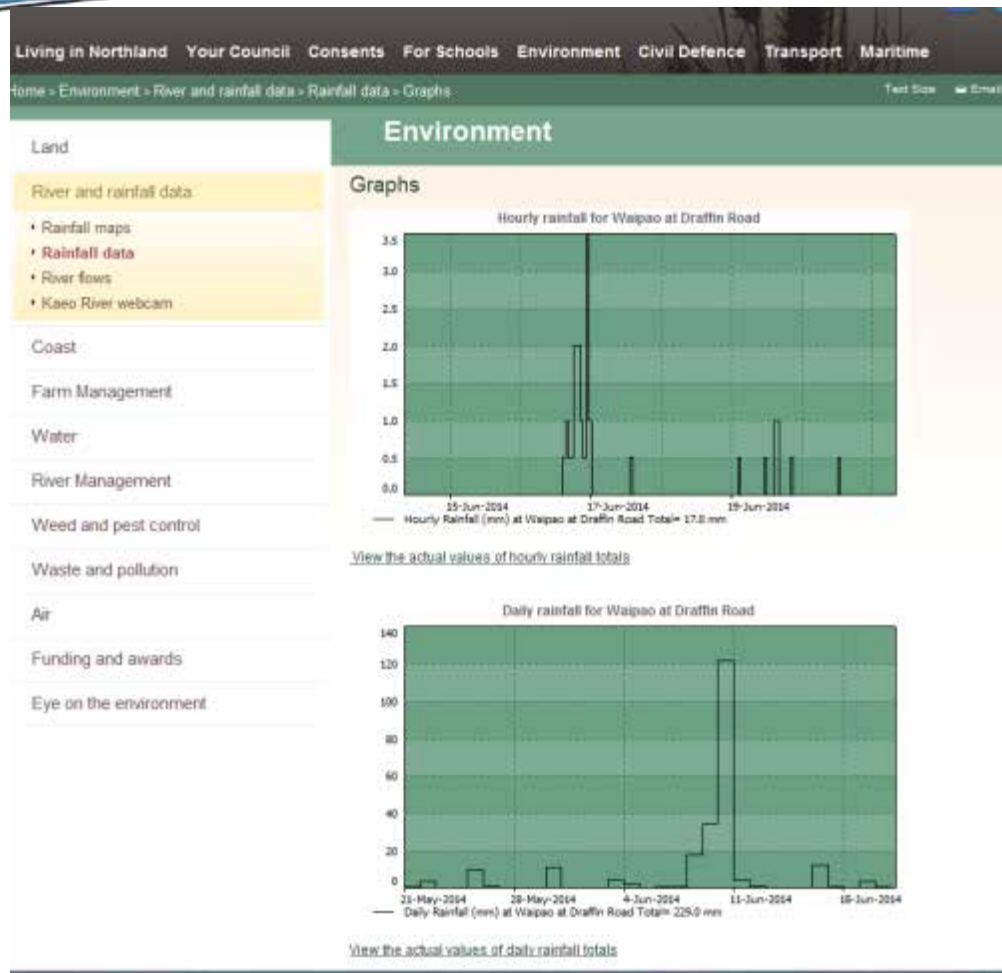 Living in Northland Your Council Consents For Schools Environment Civil Defence Transport Maritime
Home » Environment » River and rainfall data » Rainfall data » Graphs Text Size Email
Environment
Land
River and rainfall data
• Rainfall maps
• Rainfall data
• River flows
• Kaeo River webcam
Coast
Farm Management
Water
River Management
Weed and pest control
Waste and pollution
Air
Funding and awards
Eye on the environment
Graphs
Hourly rainfall for Waipao at Draffin Road
3.5
3.0
2.5
2.0
1.5
1.0
0.5
0.0
15-Jun-2014 17-Jun-2014 19-Jun-2014
Hourly Rainfall (mm) at Waipao at Draffin Road Total= 17.8 mm
View the actual values of hourly rainfall totals
Daily rainfall for Waipao at Draffin Road
140
120
100
80
60
40
20
0
21-May-2014 28-May-2014 4-Jun-2014 11-Jun-2014 18-Jun-2014
Daily Rainfall (mm) at Waipao at Draffin Road Total= 229.0 mm
View the actual values of daily rainfall totals